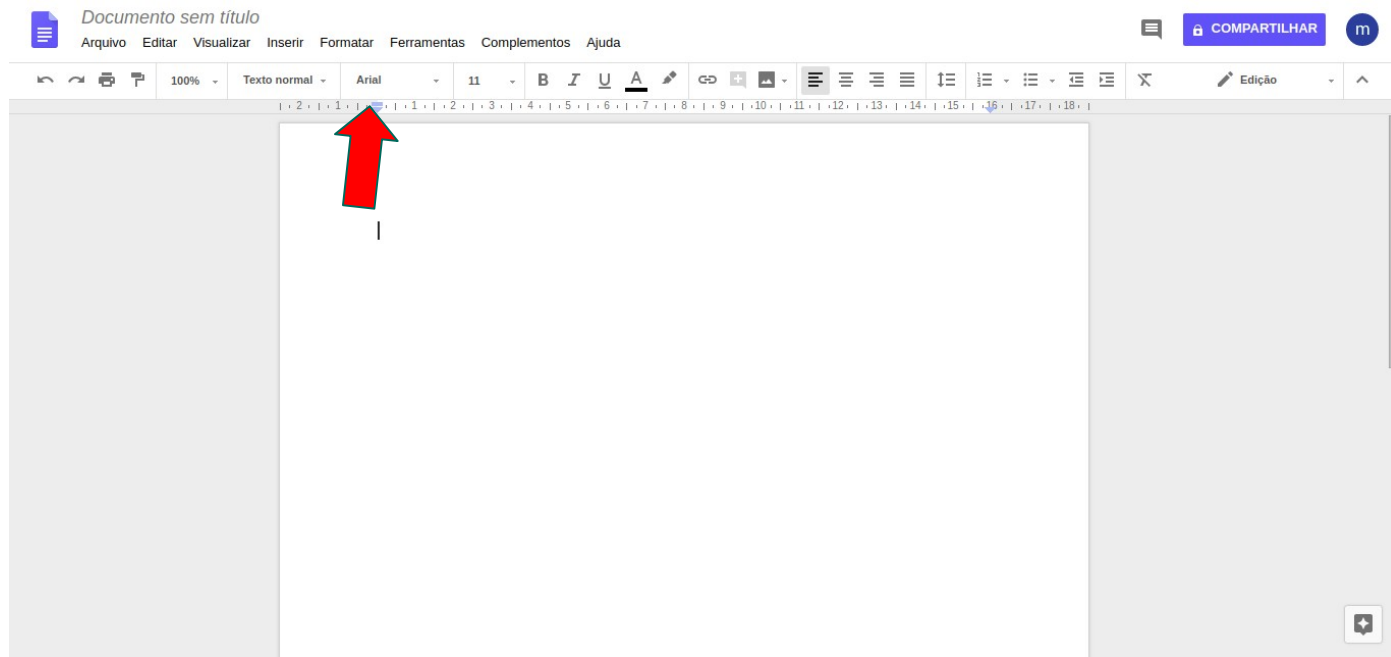 Documento sem título
Arquivo Editar Visualizar Inserir Formatar Ferramentas Complementos Ajuda
COMPARTILHAR
m
100% Texto normal Arial 11 B I U A Edição
2 1 1 2 3 4 5 6 7 8 9 10 11 12 13 14 15 16 17 18